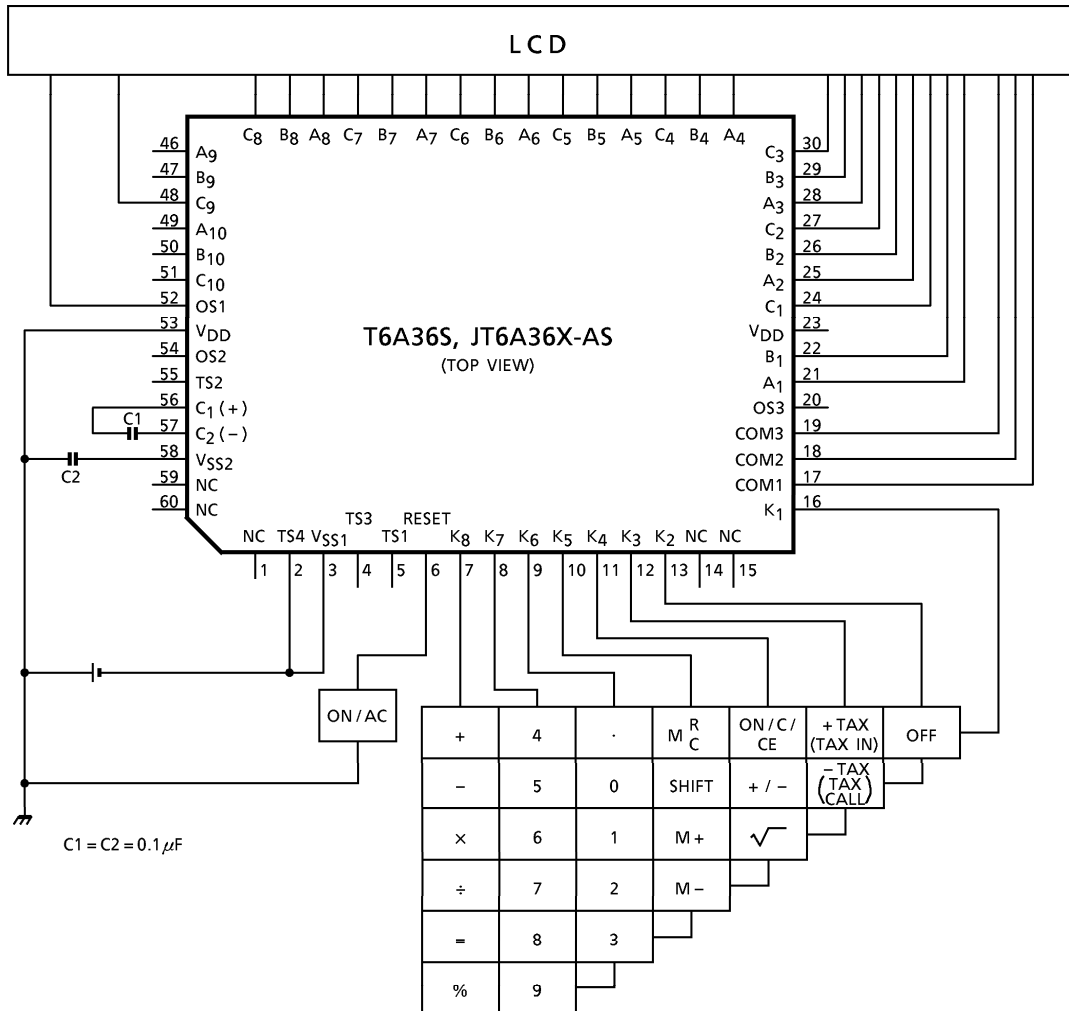 LCD
C8 B8 A8 C7 B7 A7 C6 B6 A6 C5 B5 A5 C4 B4 A4
46 A9
47 B9
48 C9
49 A10
50 B10
51 C10
52 OS1
53 VDD
54 OS2
55 TS2
56 C1 (+)
57 C2 (−)
58 VSS2
59 NC
60 NC
C1
C2
T6A36S, JT6A36X-AS
(TOP VIEW)
C3 30
B3 29
A3 28
C2 27
B2 26
A2 25
C1 24
VDD 23
B1 22
A1 21
OS3 20
COM3 19
COM2 18
COM1 17
K1 16
NC TS4 VSS1 TS3 TS1 RESET K8 K7 K6 K5 K4 K3 K2 NC NC
1 2 3 4 5 6 7 8 9 10 11 12 13 14 15
ON / AC
+ 4 · M R C ON / C / CE + TAX (TAX IN) OFF
− 5 0 SHIFT + / − − TAX (TAX CALL)
× 6 1 M + √
÷ 7 2 M −
= 8 3
% 9
C1 = C2 = 0.1 μF